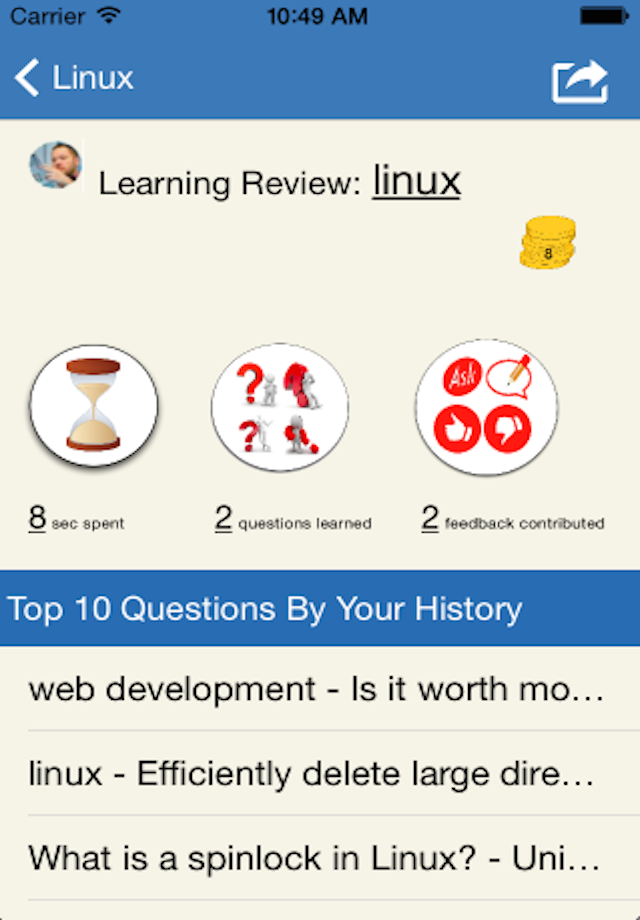 Carrier 10:49 AM
Linux
Learning Review: linux
8
Ask
8 sec spent 2 questions learned 2 feedback contributed
Top 10 Questions By Your History
web development - Is it worth mo...
linux - Efficiently delete large dire...
What is a spinlock in Linux? - Uni...